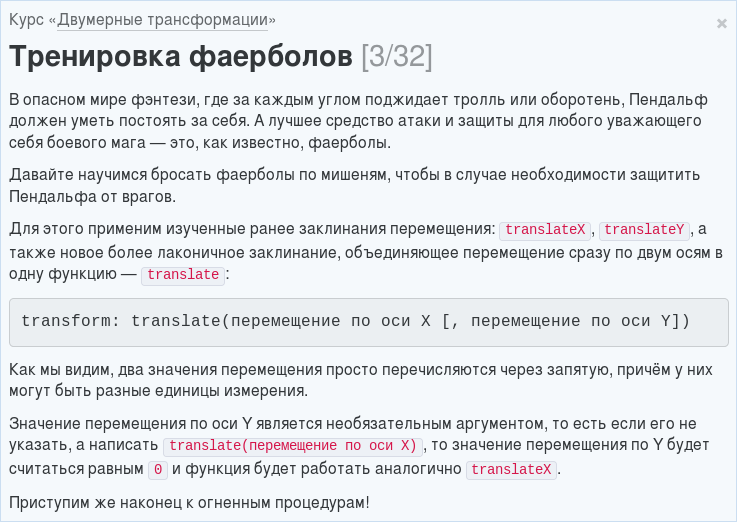 Курс «Двумерные трансформации»
×
Тренировка фаерболов [3/32]
В опасном мире фэнтези, где за каждым углом поджидает тролль или оборотень, Пендальф
должен уметь постоять за себя. А лучшее средство атаки и защиты для любого уважающего
себя боевого мага — это, как известно, фаерболы.
Давайте научимся бросать фаерболы по мишеням, чтобы в случае необходимости защитить
Пендальфа от врагов.
Для этого применим изученные ранее заклинания перемещения: translateX, translateY, а
также новое более лаконичное заклинание, объединяющее перемещение сразу по двум осям в
одну функцию — translate:
transform: translate(перемещение по оси X [, перемещение по оси Y])
Как мы видим, два значения перемещения просто перечисляются через запятую, причём у них
могут быть разные единицы измерения.
Значение перемещения по оси Y является необязательным аргументом, то есть если его не
указать, а написать translate(перемещение по оси X), то значение перемещения по Y будет
считаться равным 0 и функция будет работать аналогично translateX.
Приступим же наконец к огненным процедурам!